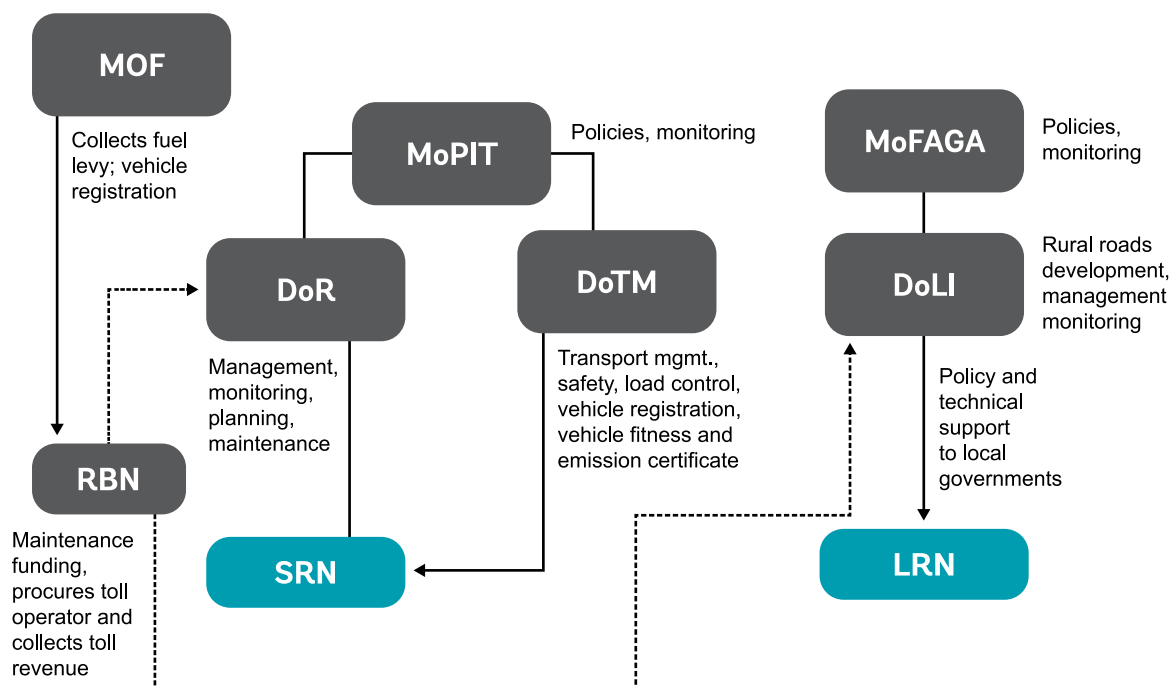 MOF
Collects fuel
levy; vehicle
registration
MoPIT
Policies, monitoring
MoFAGA
Policies,
monitoring
DoR
Management,
monitoring,
planning,
maintenance
DoTM
Transport mgmt.,
safety, load control,
vehicle registration,
vehicle fitness and
emission certificate
DoLI
Rural roads
development,
management
monitoring
Policy and
technical
support
to local
governments
RBN
Maintenance
funding,
procures toll
operator and
collects toll
revenue
SRN
LRN